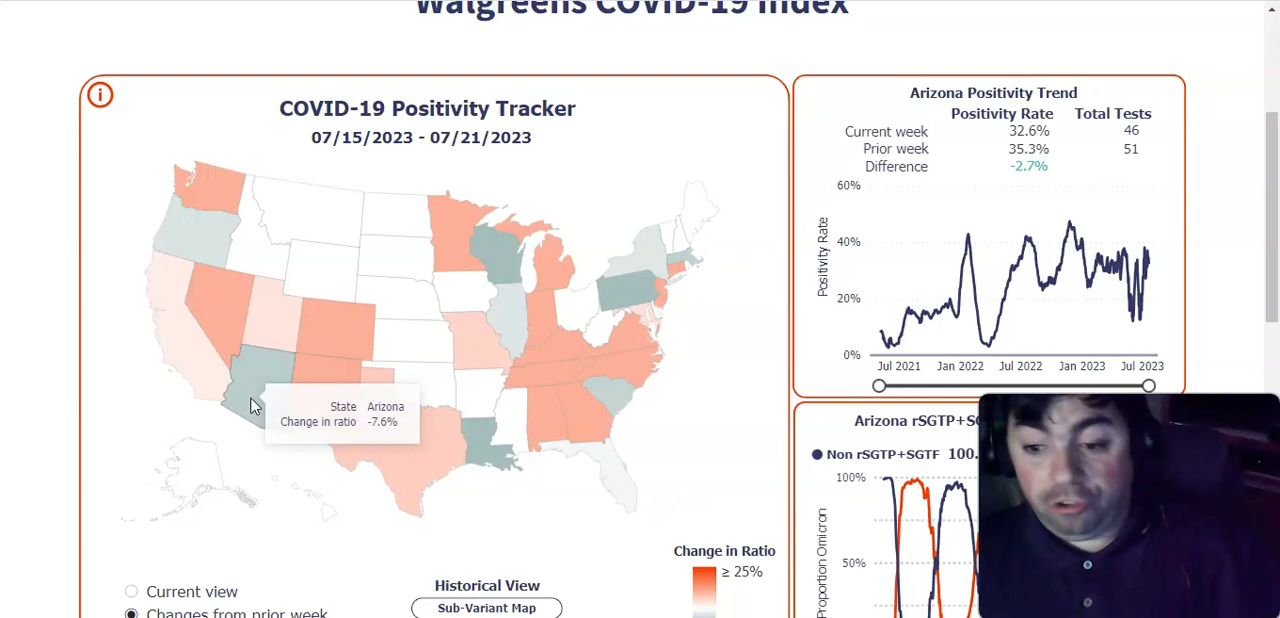 Walgreens COVID-19 Index
COVID-19 Positivity Tracker
07/15/2023 - 07/21/2023
State Arizona
Change in ratio -7.6%
Current view
Changes from prior week
Historical View
Sub-Variant Map
Change in Ratio
≥ 25%
Arizona Positivity Trend
Positivity Rate Total Tests
Current week 32.6% 46
Prior week 35.3% 51
Difference -2.7%
60%
40%
20%
0%
Positivity Rate
Jul 2021 Jan 2022 Jul 2022 Jan 2023 Jul 2023
Arizona rSGTP+SG
Non rSGTP+SGTF 100.
100%
50%
Proportion Omicron